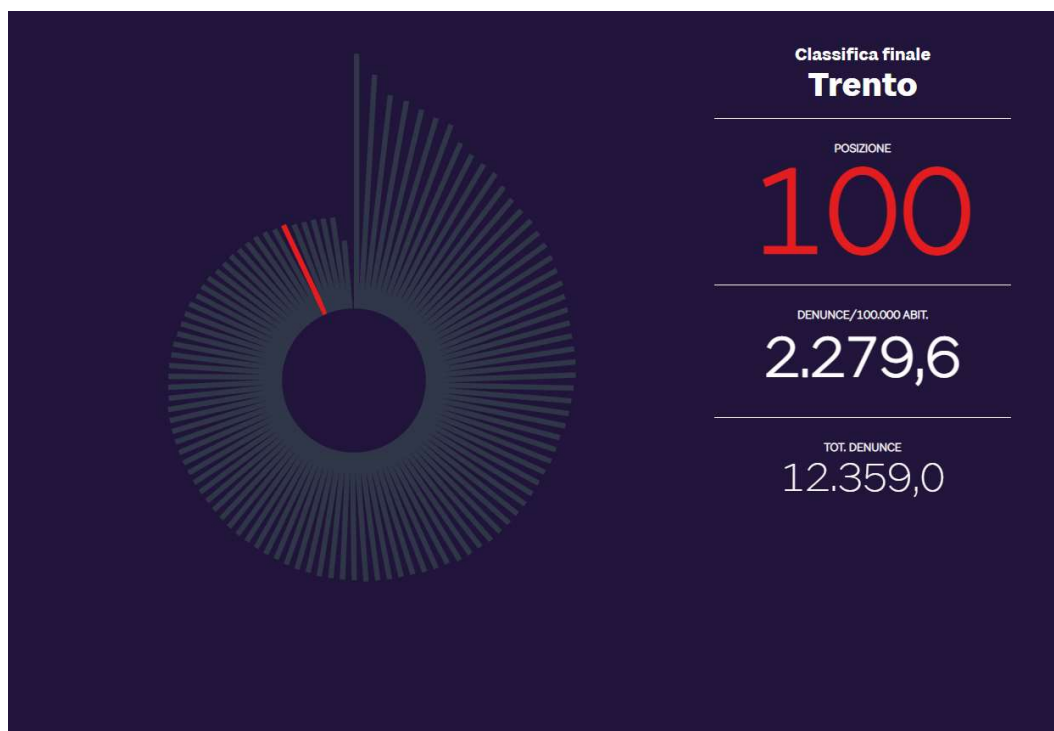 Classifica finale
Trento
POSIZIONE
100
DENUNCE/100.000 ABIT.
2.279,6
TOT. DENUNCE
12.359,0